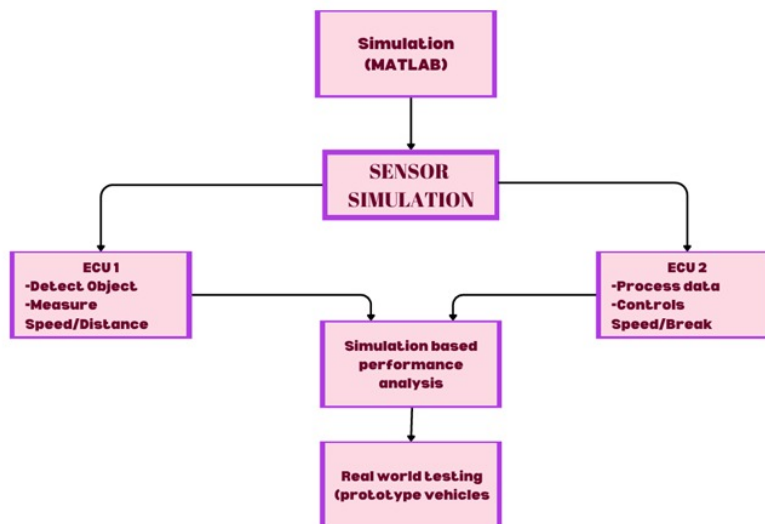 Simulation
(MATLAB)
SENSOR
SIMULATION
ECU 1
-Detect Object
-Measure
Speed/Distance
ECU 2
-Process data
-Controls
Speed/Break
Simulation based
performance
analysis
Real world testing
(prototype vehicles